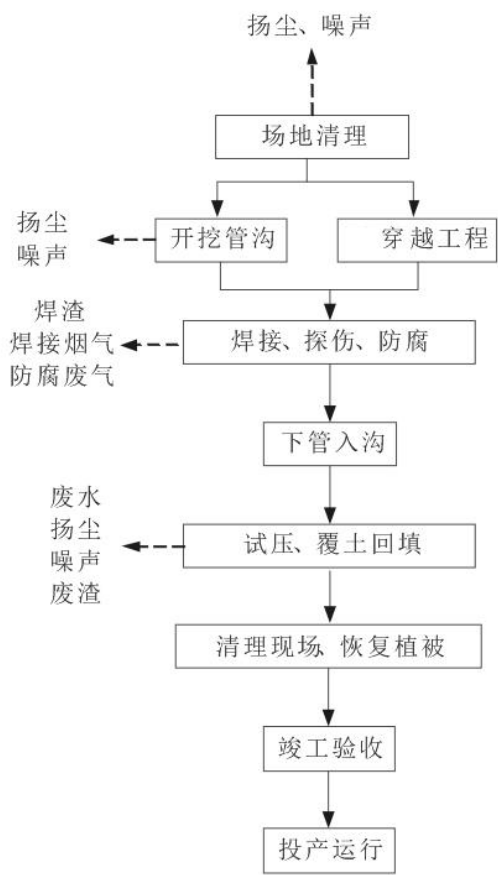 扬尘、噪声
场地清理
扬尘
噪声
开挖管沟
穿越工程
焊渣
焊接烟气
防腐废气
焊接、探伤、防腐
下管入沟
废水
扬尘
噪声
废渣
试压、覆土回填
清理现场、恢复植被
竣工验收
投产运行